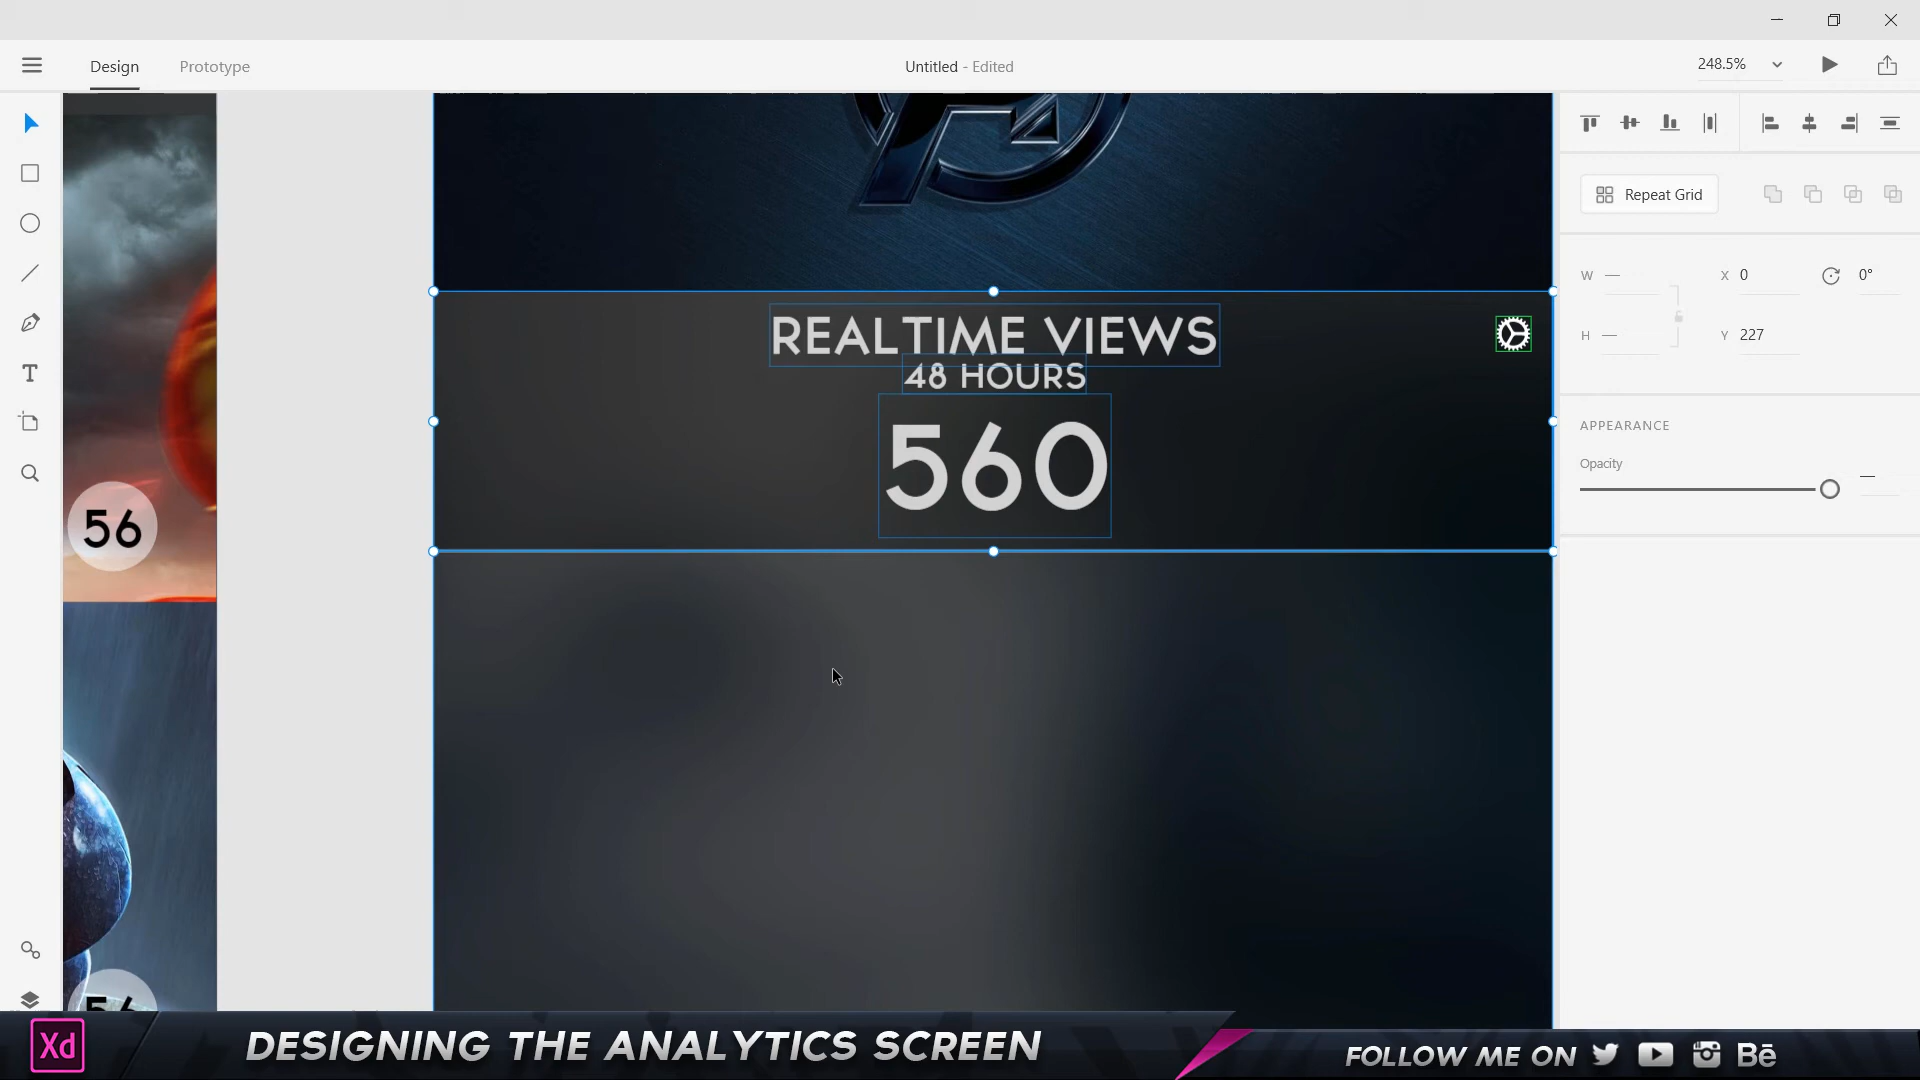 Design
Prototype
Untitled - Edited
248.5%
Repeat Grid
W —
X 0
0°
H —
Y 227
APPEARANCE
Opacity
—
REALTIME VIEWS
48 HOURS
560
56
56
Xd
DESIGNING THE ANALYTICS SCREEN
FOLLOW ME ON
Bē